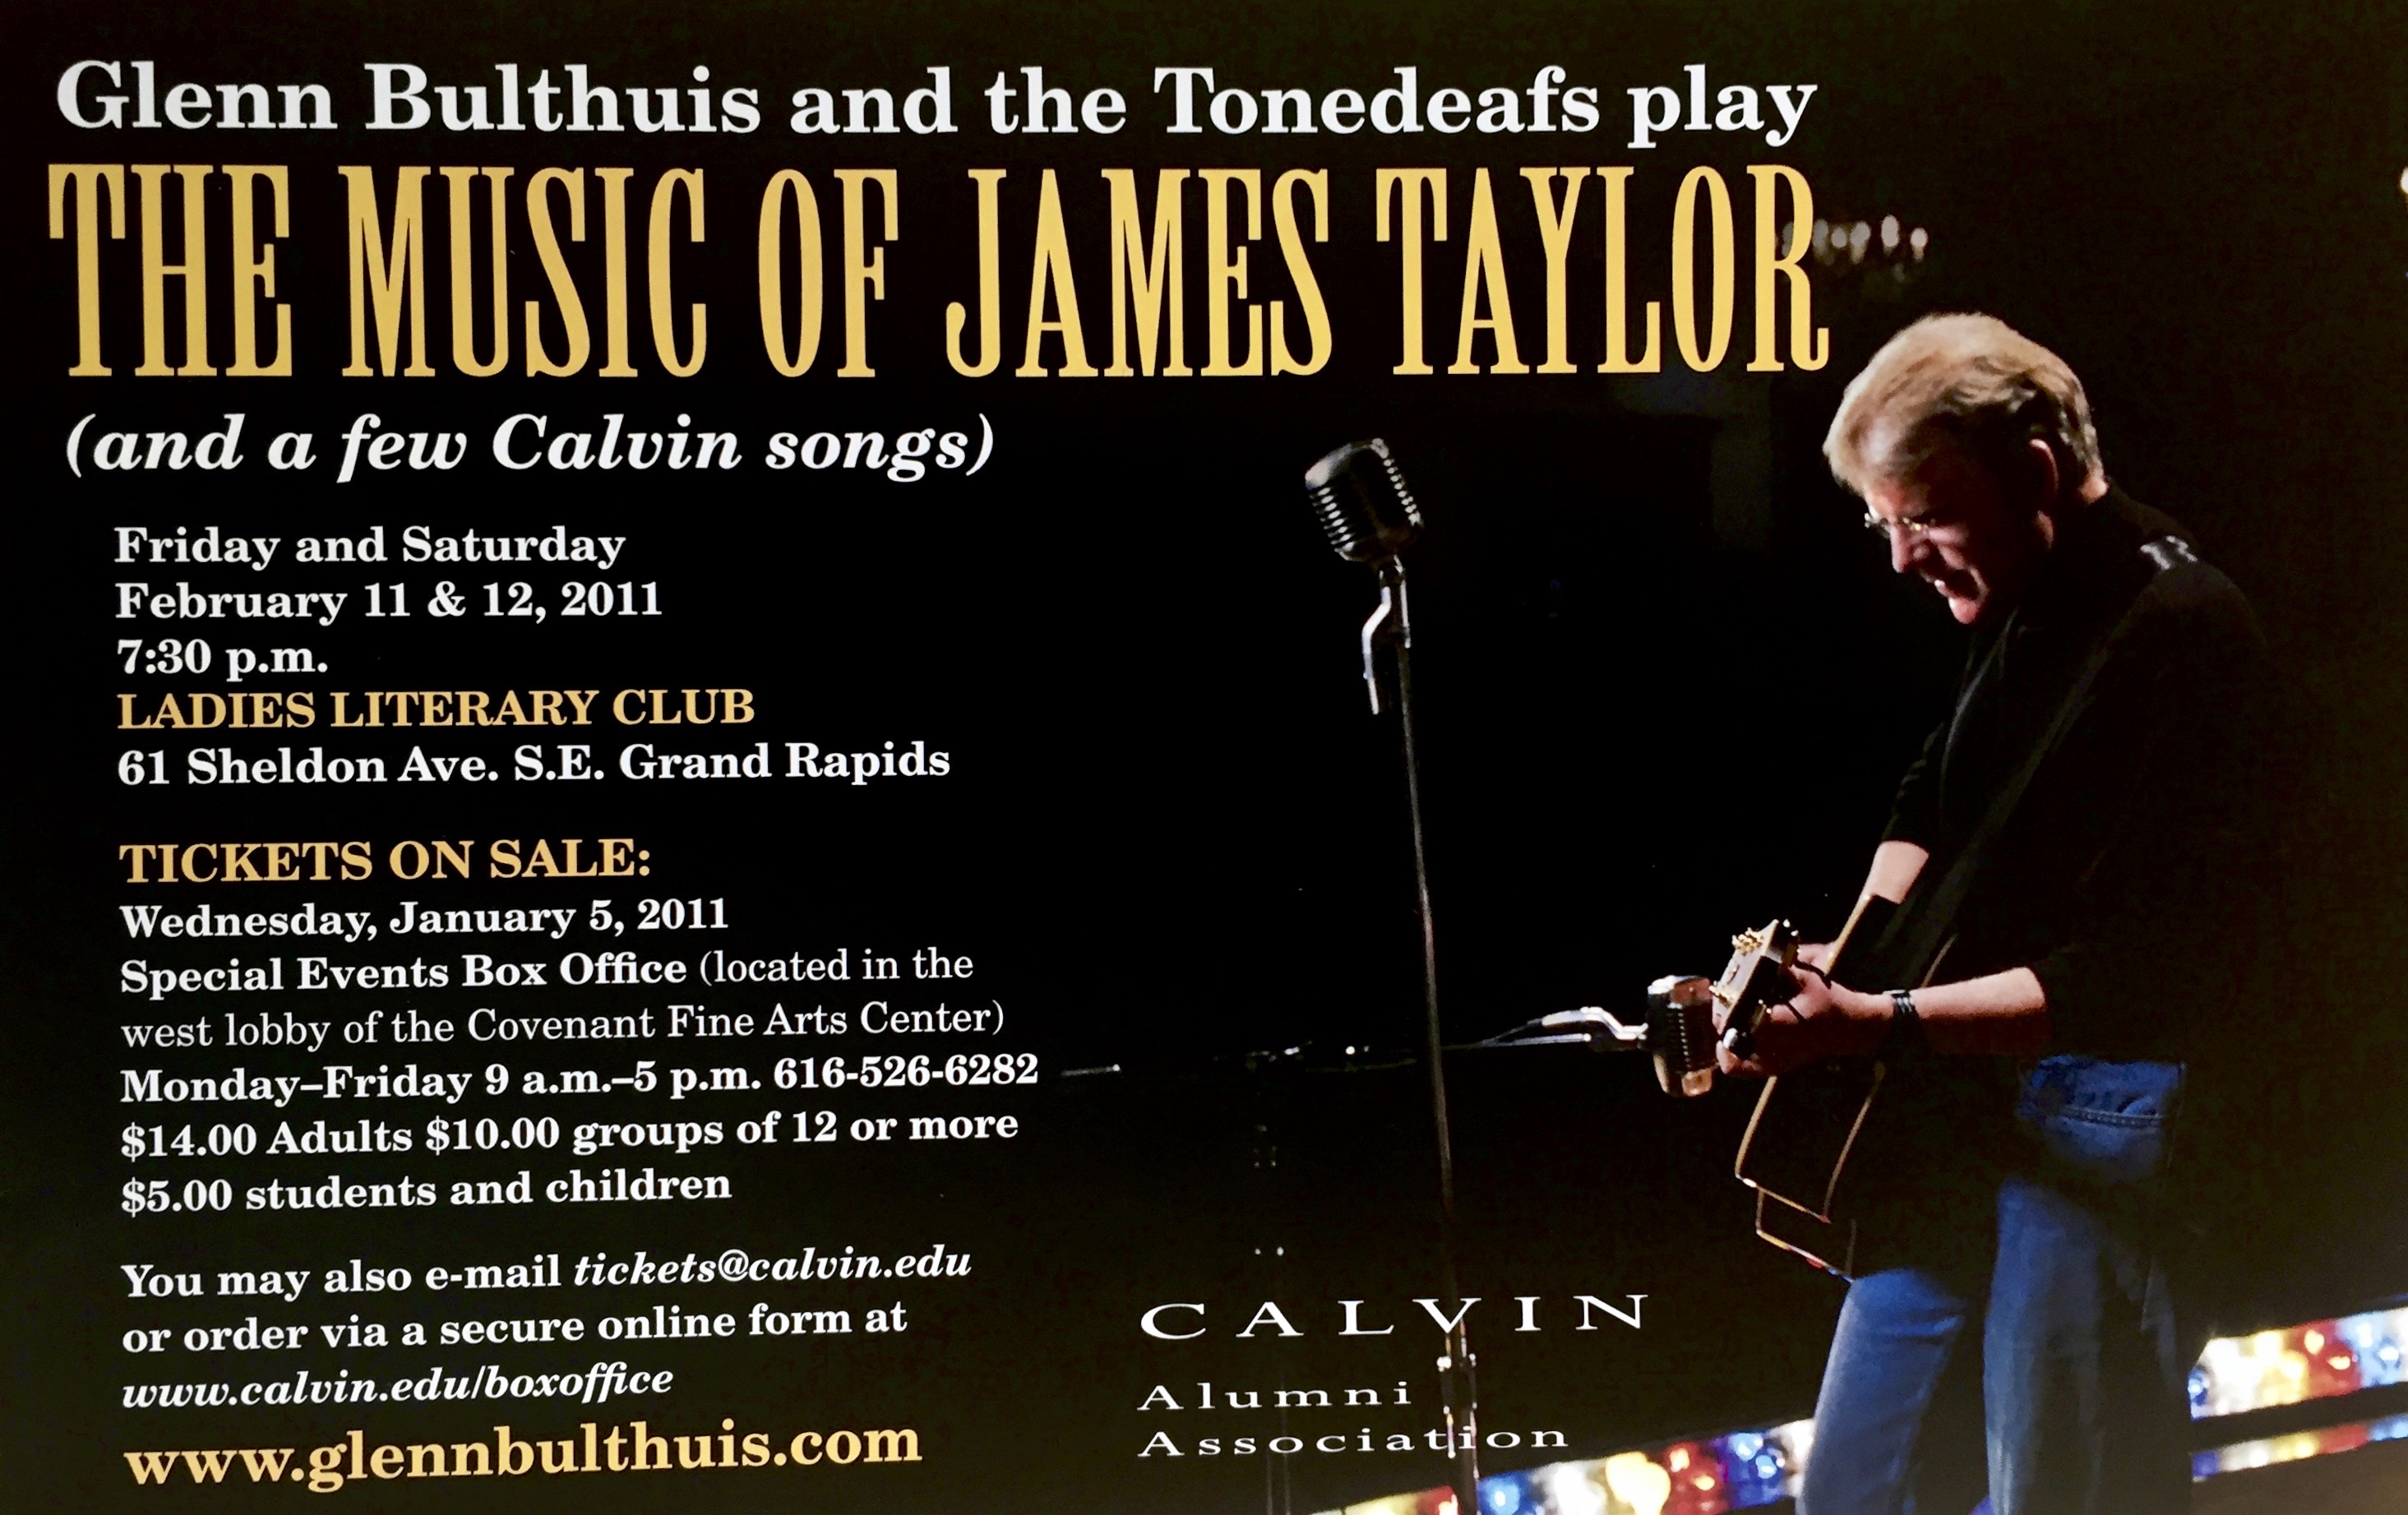 Glenn Bulthuis and the Tonedeafs play
THE MUSIC OF JAMES TAYLOR
(and a few Calvin songs)
Friday and Saturday
February 11 & 12, 2011
7:30 p.m.
LADIES LITERARY CLUB
61 Sheldon Ave. S.E. Grand Rapids
TICKETS ON SALE:
Wednesday, January 5, 2011
Special Events Box Office (located in the
west lobby of the Covenant Fine Arts Center)
Monday–Friday 9 a.m.–5 p.m. 616-526-6282
$14.00 Adults $10.00 groups of 12 or more
$5.00 students and children
You may also e-mail tickets@calvin.edu
or order via a secure online form at
www.calvin.edu/boxoffice
www.glennbulthuis.com
CALVIN
Alumni
Association